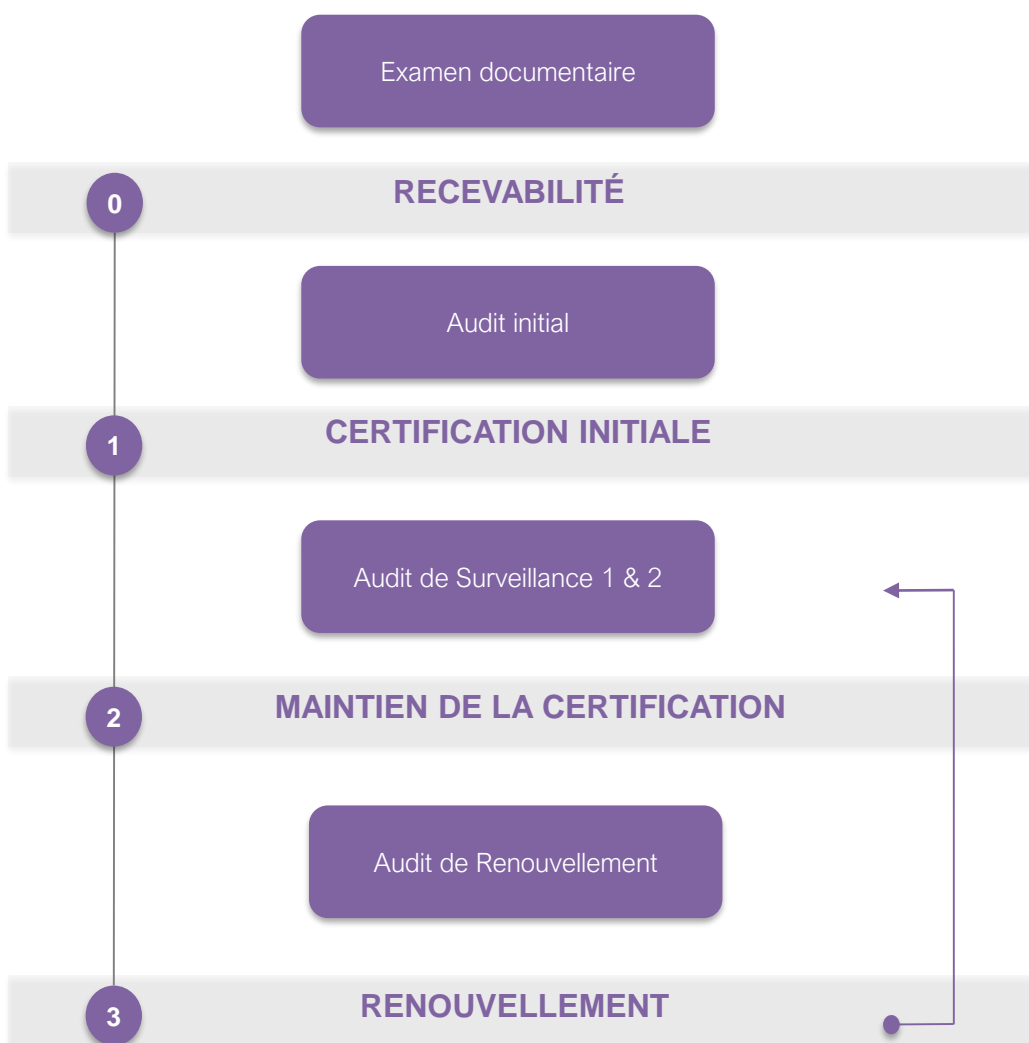 Examen documentaire
0
RECEVABILITÉ
Audit initial
1
CERTIFICATION INITIALE
Audit de Surveillance 1 & 2
2
MAINTIEN DE LA CERTIFICATION
Audit de Renouvellement
3
RENOUVELLEMENT